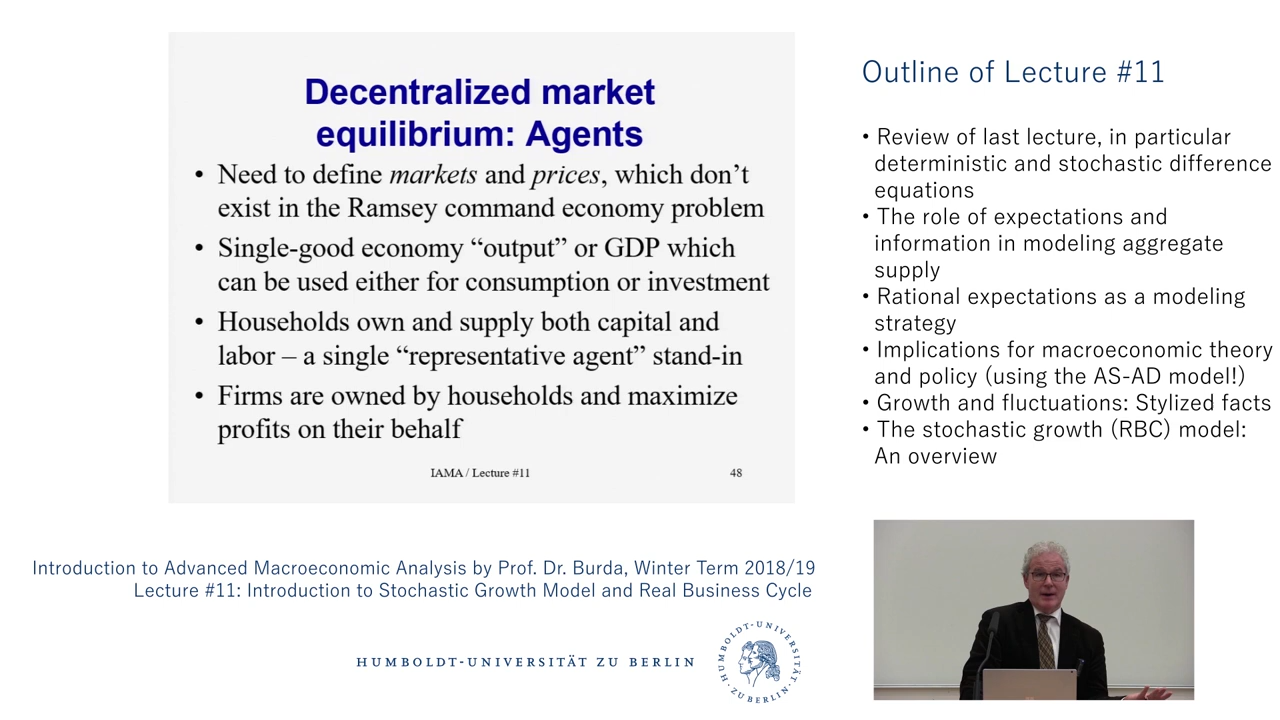 Decentralized market
equilibrium: Agents
• Need to define markets and prices, which don’t
exist in the Ramsey command economy problem
• Single-good economy “output” or GDP which
can be used either for consumption or investment
• Households own and supply both capital and
labor – a single “representative agent” stand-in
• Firms are owned by households and maximize
profits on their behalf
IAMA / Lecture #11
48
Outline of Lecture #11
• Review of last lecture, in particular
deterministic and stochastic difference
equations
• The role of expectations and
information in modeling aggregate
supply
• Rational expectations as a modeling
strategy
• Implications for macroeconomic theory
and policy (using the AS-AD model!)
• Growth and fluctuations: Stylized facts
• The stochastic growth (RBC) model:
An overview
Introduction to Advanced Macroeconomic Analysis by Prof. Dr. Burda, Winter Term 2018/19
Lecture #11: Introduction to Stochastic Growth Model and Real Business Cycle
HUMBOLDT-UNIVERSITÄT ZU BERLIN
HUMBOLDT-UNIVERSITÄT
· ZU BERLIN ·